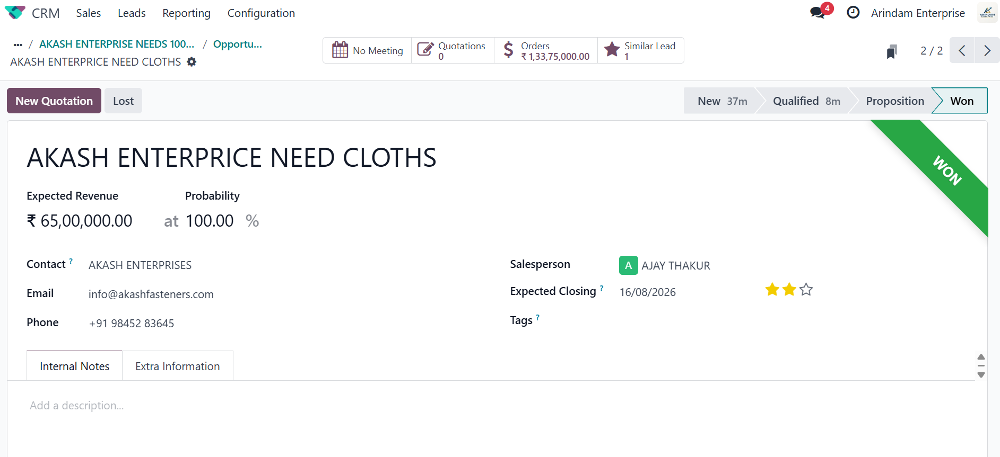 CRM Sales Leads Reporting Configuration 4 Arindam Enterprise
... / AKASH ENTERPRISE NEEDS 100... / Opportu...
AKASH ENTERPRICE NEED CLOTHS
No Meeting
Quotations
0
Orders
₹ 1,33,75,000.00
Similar Lead
1
2 / 2
New Quotation Lost
New 37m Qualified 8m Proposition Won
WON
AKASH ENTERPRICE NEED CLOTHS
Expected Revenue Probability
₹ 65,00,000.00 at 100.00 %
Contact ? AKASH ENTERPRISES
Email info@akashfasteners.com
Phone +91 98452 83645
Salesperson A AJAY THAKUR
Expected Closing ? 16/08/2026
Tags ?
Internal Notes Extra Information
Add a description...